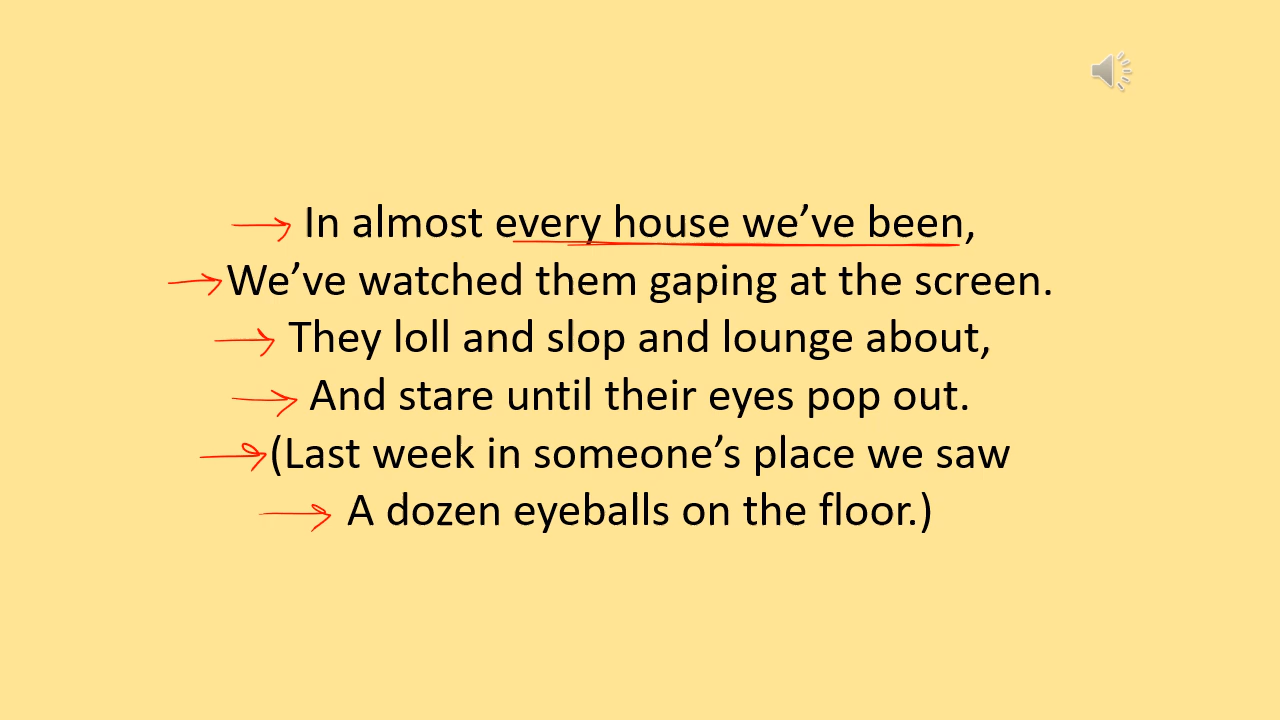 In almost every house we’ve been,
We’ve watched them gaping at the screen.
They loll and slop and lounge about,
And stare until their eyes pop out.
(Last week in someone’s place we saw
A dozen eyeballs on the floor.)